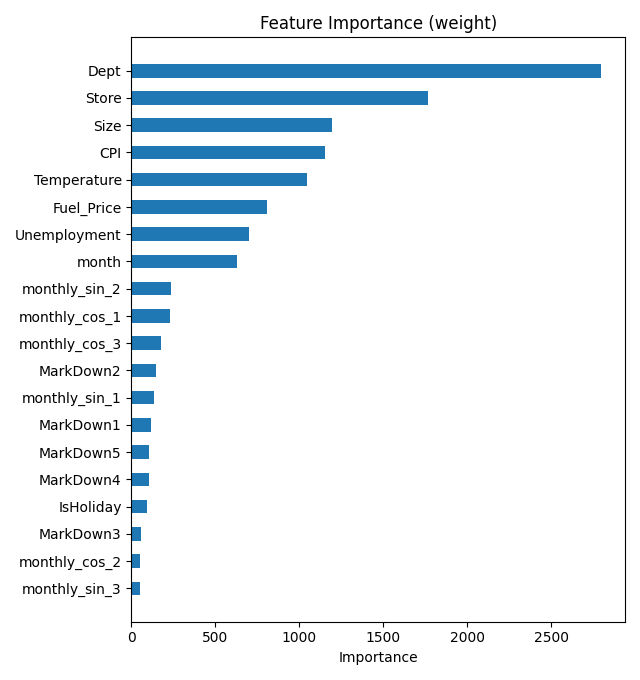 Feature Importance (weight)
Dept
Store
Size
CPI
Temperature
Fuel_Price
Unemployment
month
monthly_sin_2
monthly_cos_1
monthly_cos_3
MarkDown2
monthly_sin_1
MarkDown1
MarkDown5
MarkDown4
IsHoliday
MarkDown3
monthly_cos_2
monthly_sin_3
0 500 1000 1500 2000 2500
Importance